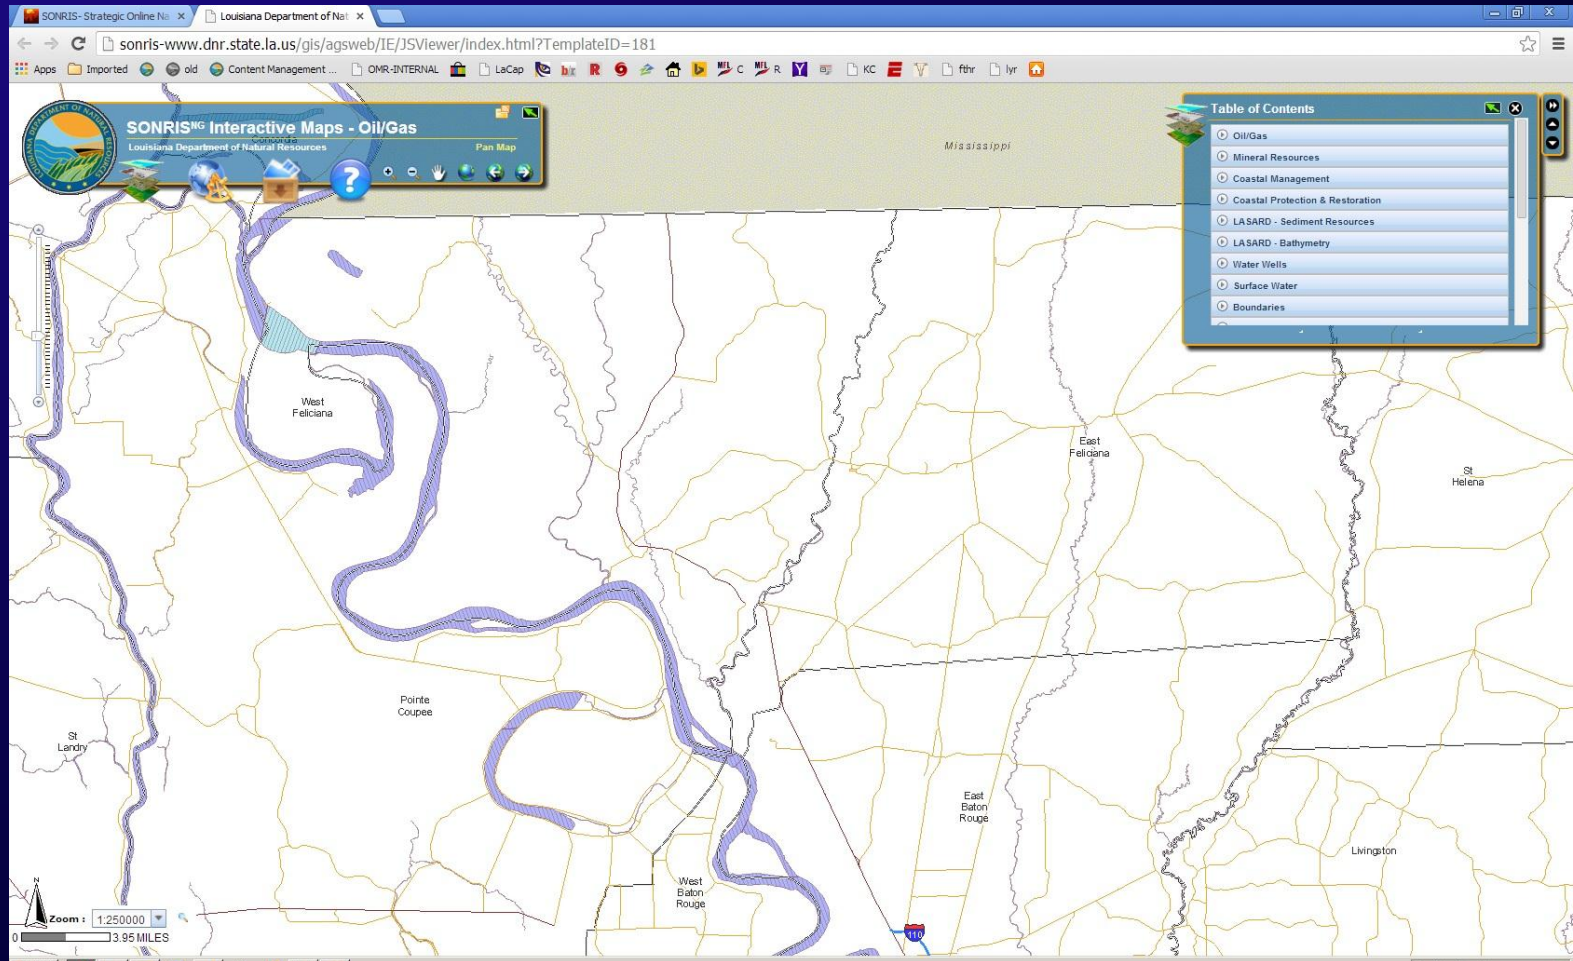 SONRIS- Strategic Online Na
Louisiana Department of Nat
sonris-www.dnr.state.la.us/gis/agsweb/IE/JSViewer/index.html?TemplateID=181
Apps
Imported
old
Content Management ...
OMR-INTERNAL
LaCap
C
R
KC
fthr
lyr
SONRISNG Interactive Maps - Oil/Gas
Concordia
Louisiana Department of Natural Resources
Pan Map
Mississippi
Table of Contents
Oil/Gas
Mineral Resources
Coastal Management
Coastal Protection & Restoration
LASARD - Sediment Resources
LASARD - Bathymetry
Water Wells
Surface Water
Boundaries
West
Feliciana
East
Feliciana
St
Helena
Pointe
Coupee
St
Landry
East
Baton
Rouge
Livingston
West
Baton
Rouge
110
N
Zoom :
1:250000
0
3.95 MILES